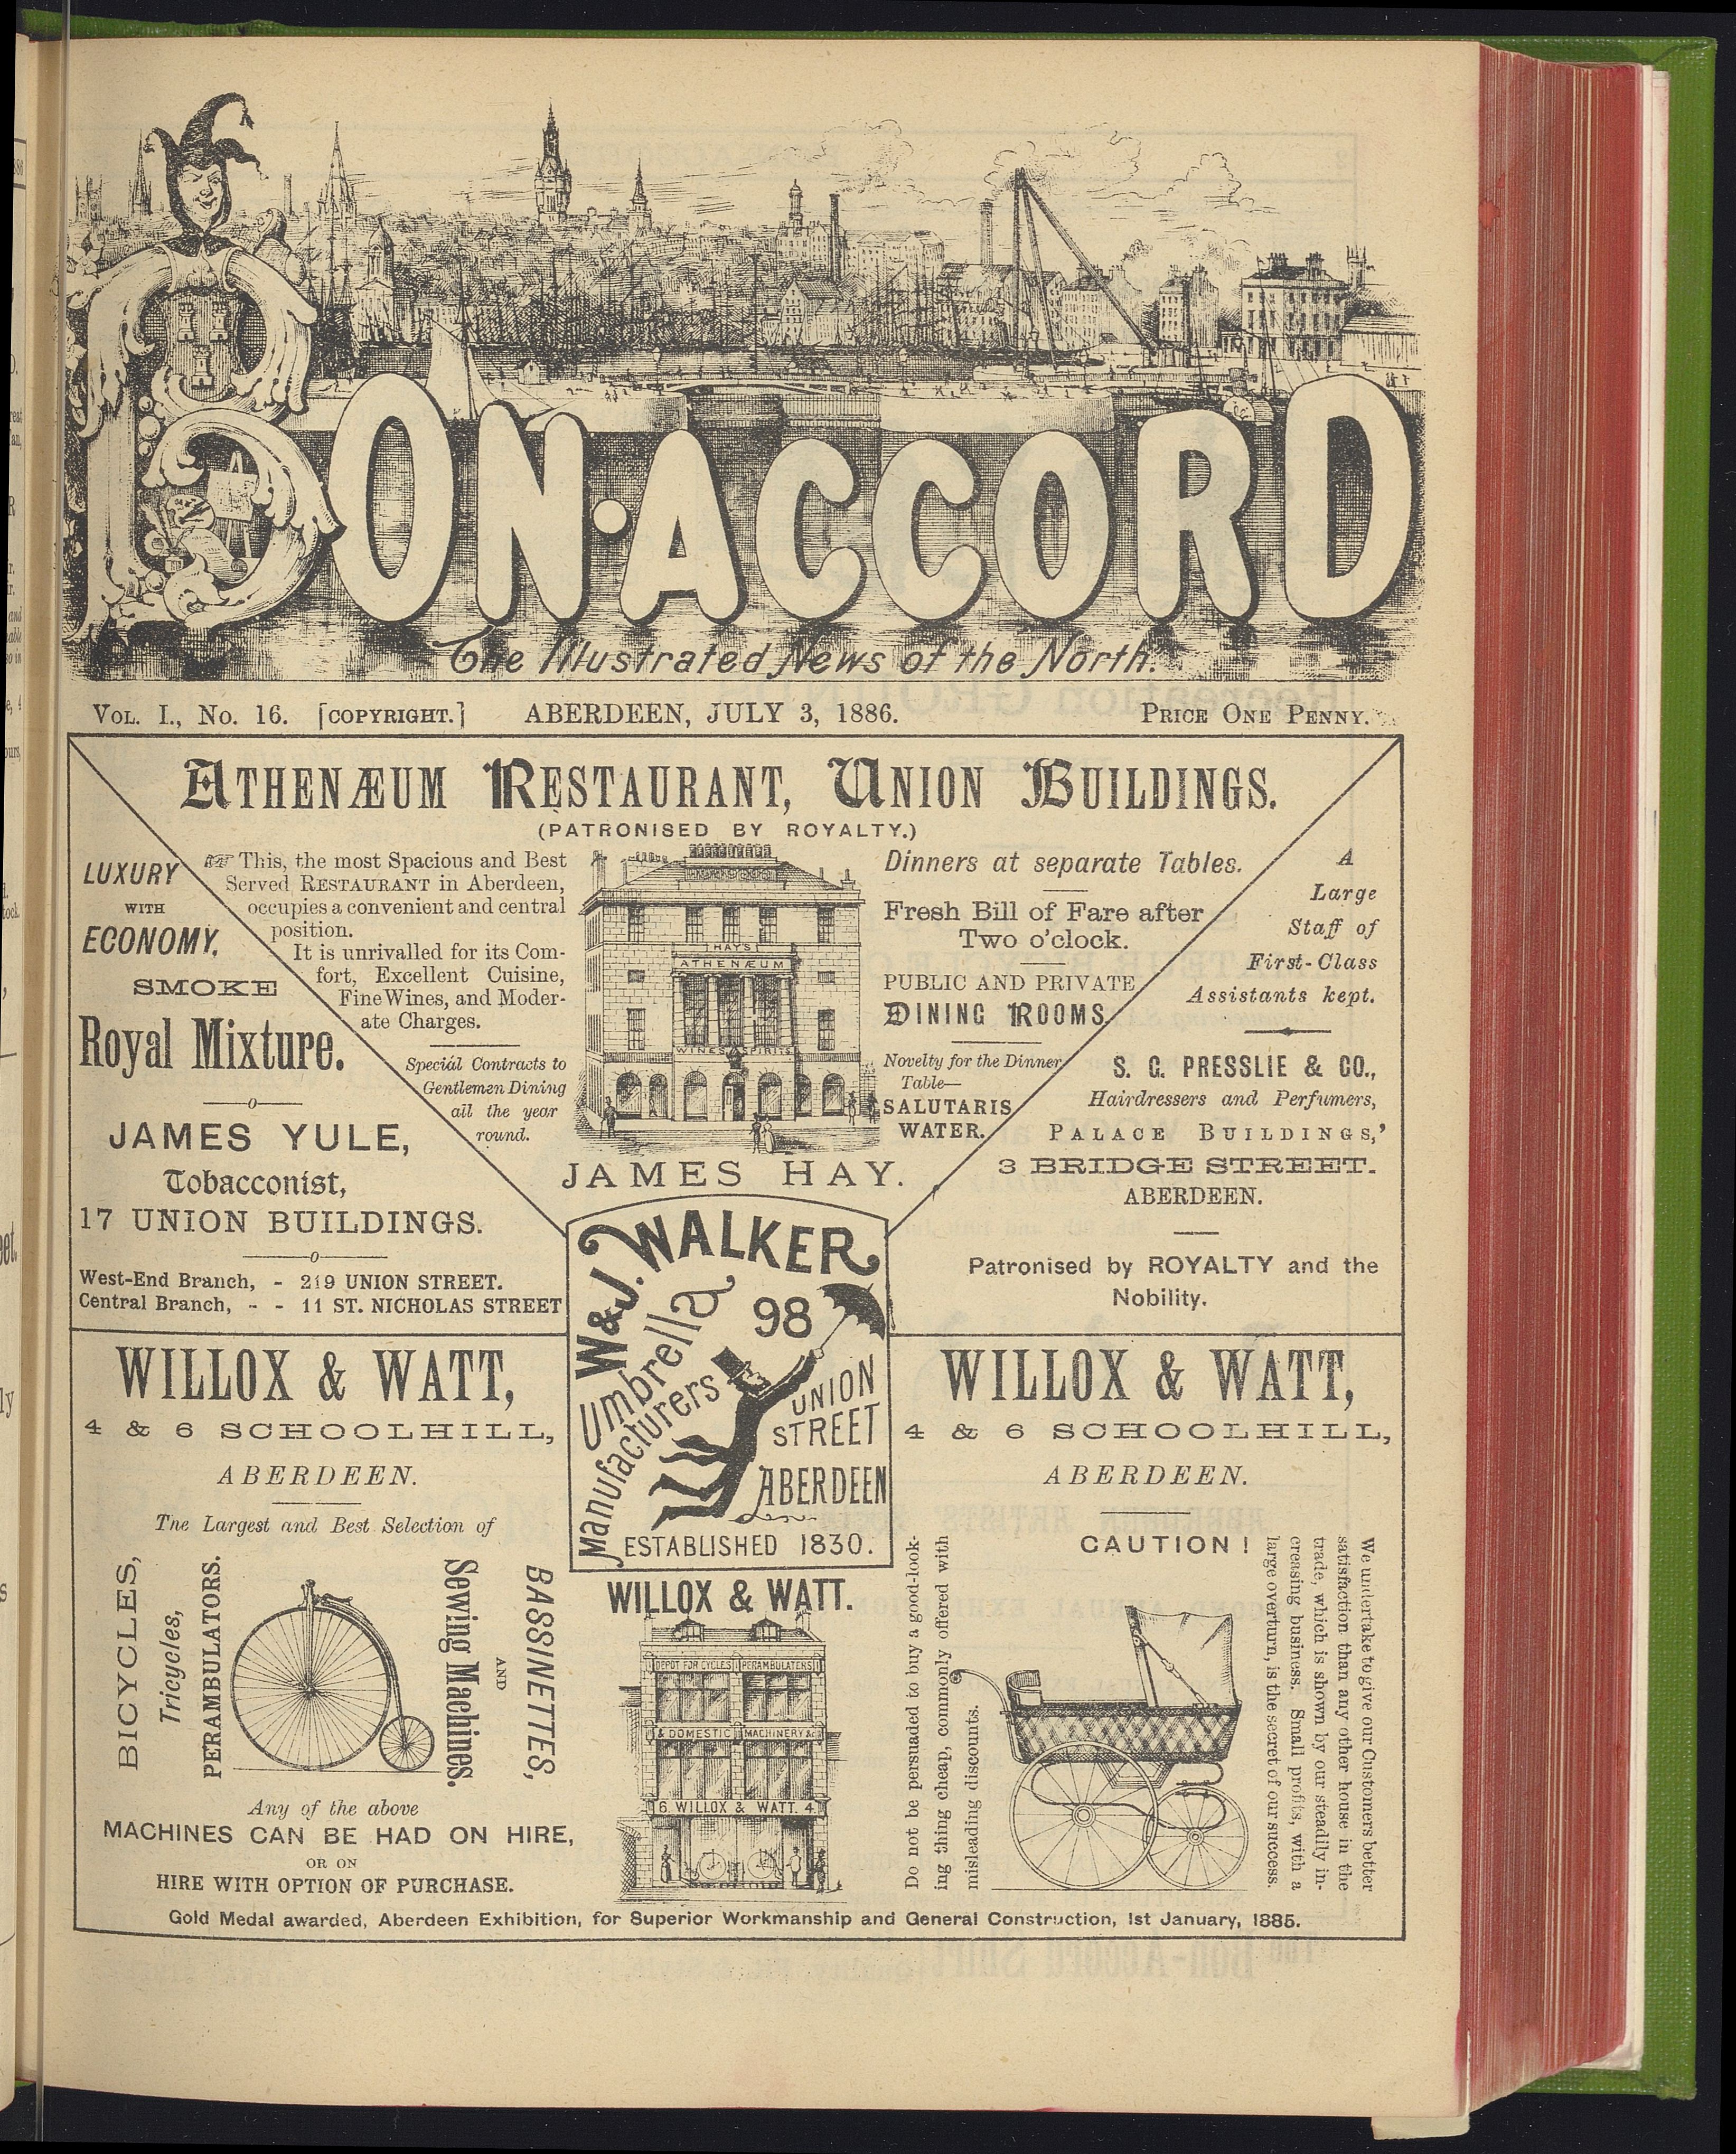 BON·ACCORD
The Illustrated News of the North.
VOL. I., NO. 16. [COPYRIGHT.] ABERDEEN, JULY 3, 1886. PRICE ONE PENNY.
ATHENÆUM RESTAURANT, UNION BUILDINGS.
(PATRONISED BY ROYALTY.)
LUXURY
WITH
ECONOMY.
SMOKE
Royal Mixture.
JAMES YULE,
Tobacconist,
17 UNION BUILDINGS.
West-End Branch, - 219 UNION STREET.
Central Branch, - - 11 ST. NICHOLAS STREET
☞ This, the most Spacious and Best
Served RESTAURANT in Aberdeen,
occupies a convenient and central
position.
It is unrivalled for its Com-
fort, Excellent Cuisine,
Fine Wines, and Moder-
ate Charges.
Special Contracts to
Gentlemen Dining
all the year
round.
HAY'S
ATHENÆUM
WINES SPIRITS
JAMES HAY.
Dinners at separate Tables.
Fresh Bill of Fare after
Two o'clock.
PUBLIC AND PRIVATE
DINING ROOMS.
Novelty for the Dinner
Table—
SALUTARIS
WATER.
A
Large
Staff of
First-Class
Assistants kept.
S. G. PRESSLIE & CO.,
Hairdressers and Perfumers,
PALACE BUILDINGS,'
3 BRIDGE STREET.
ABERDEEN.
Patronised by ROYALTY and the
Nobility.
W&J. WALKER
Umbrella
Manufacturers
98
UNION
STREET
ABERDEEN
ESTABLISHED 1830.
WILLOX & WATT,
4 & 6 SCHOOLHILL,
ABERDEEN.
The Largest and Best Selection of
BICYCLES,
Tricycles,
PERAMBULATORS.
Sewing Machines.
AND
BASSINETTES,
Any of the above
MACHINES CAN BE HAD ON HIRE,
OR ON
HIRE WITH OPTION OF PURCHASE.
WILLOX & WATT.
DEPOT FOR CYCLES PERAMBULATERS
& DOMESTIC MACHINERY &
6. WILLOX & WATT. 4
WILLOX & WATT,
4 & 6 SCHOOLHILL,
ABERDEEN.
CAUTION!
Do not be persuaded to buy a good-look-
ing thing cheap, commonly offered with
misleading discounts.
We undertake to give our Customers better
satisfaction than any other house in the
trade, which is shown by our steadily in-
creasing business. Small profits, with a
large overturn, is the secret of our success.
Gold Medal awarded, Aberdeen Exhibition, for Superior Workmanship and General Construction, 1st January, 1885.